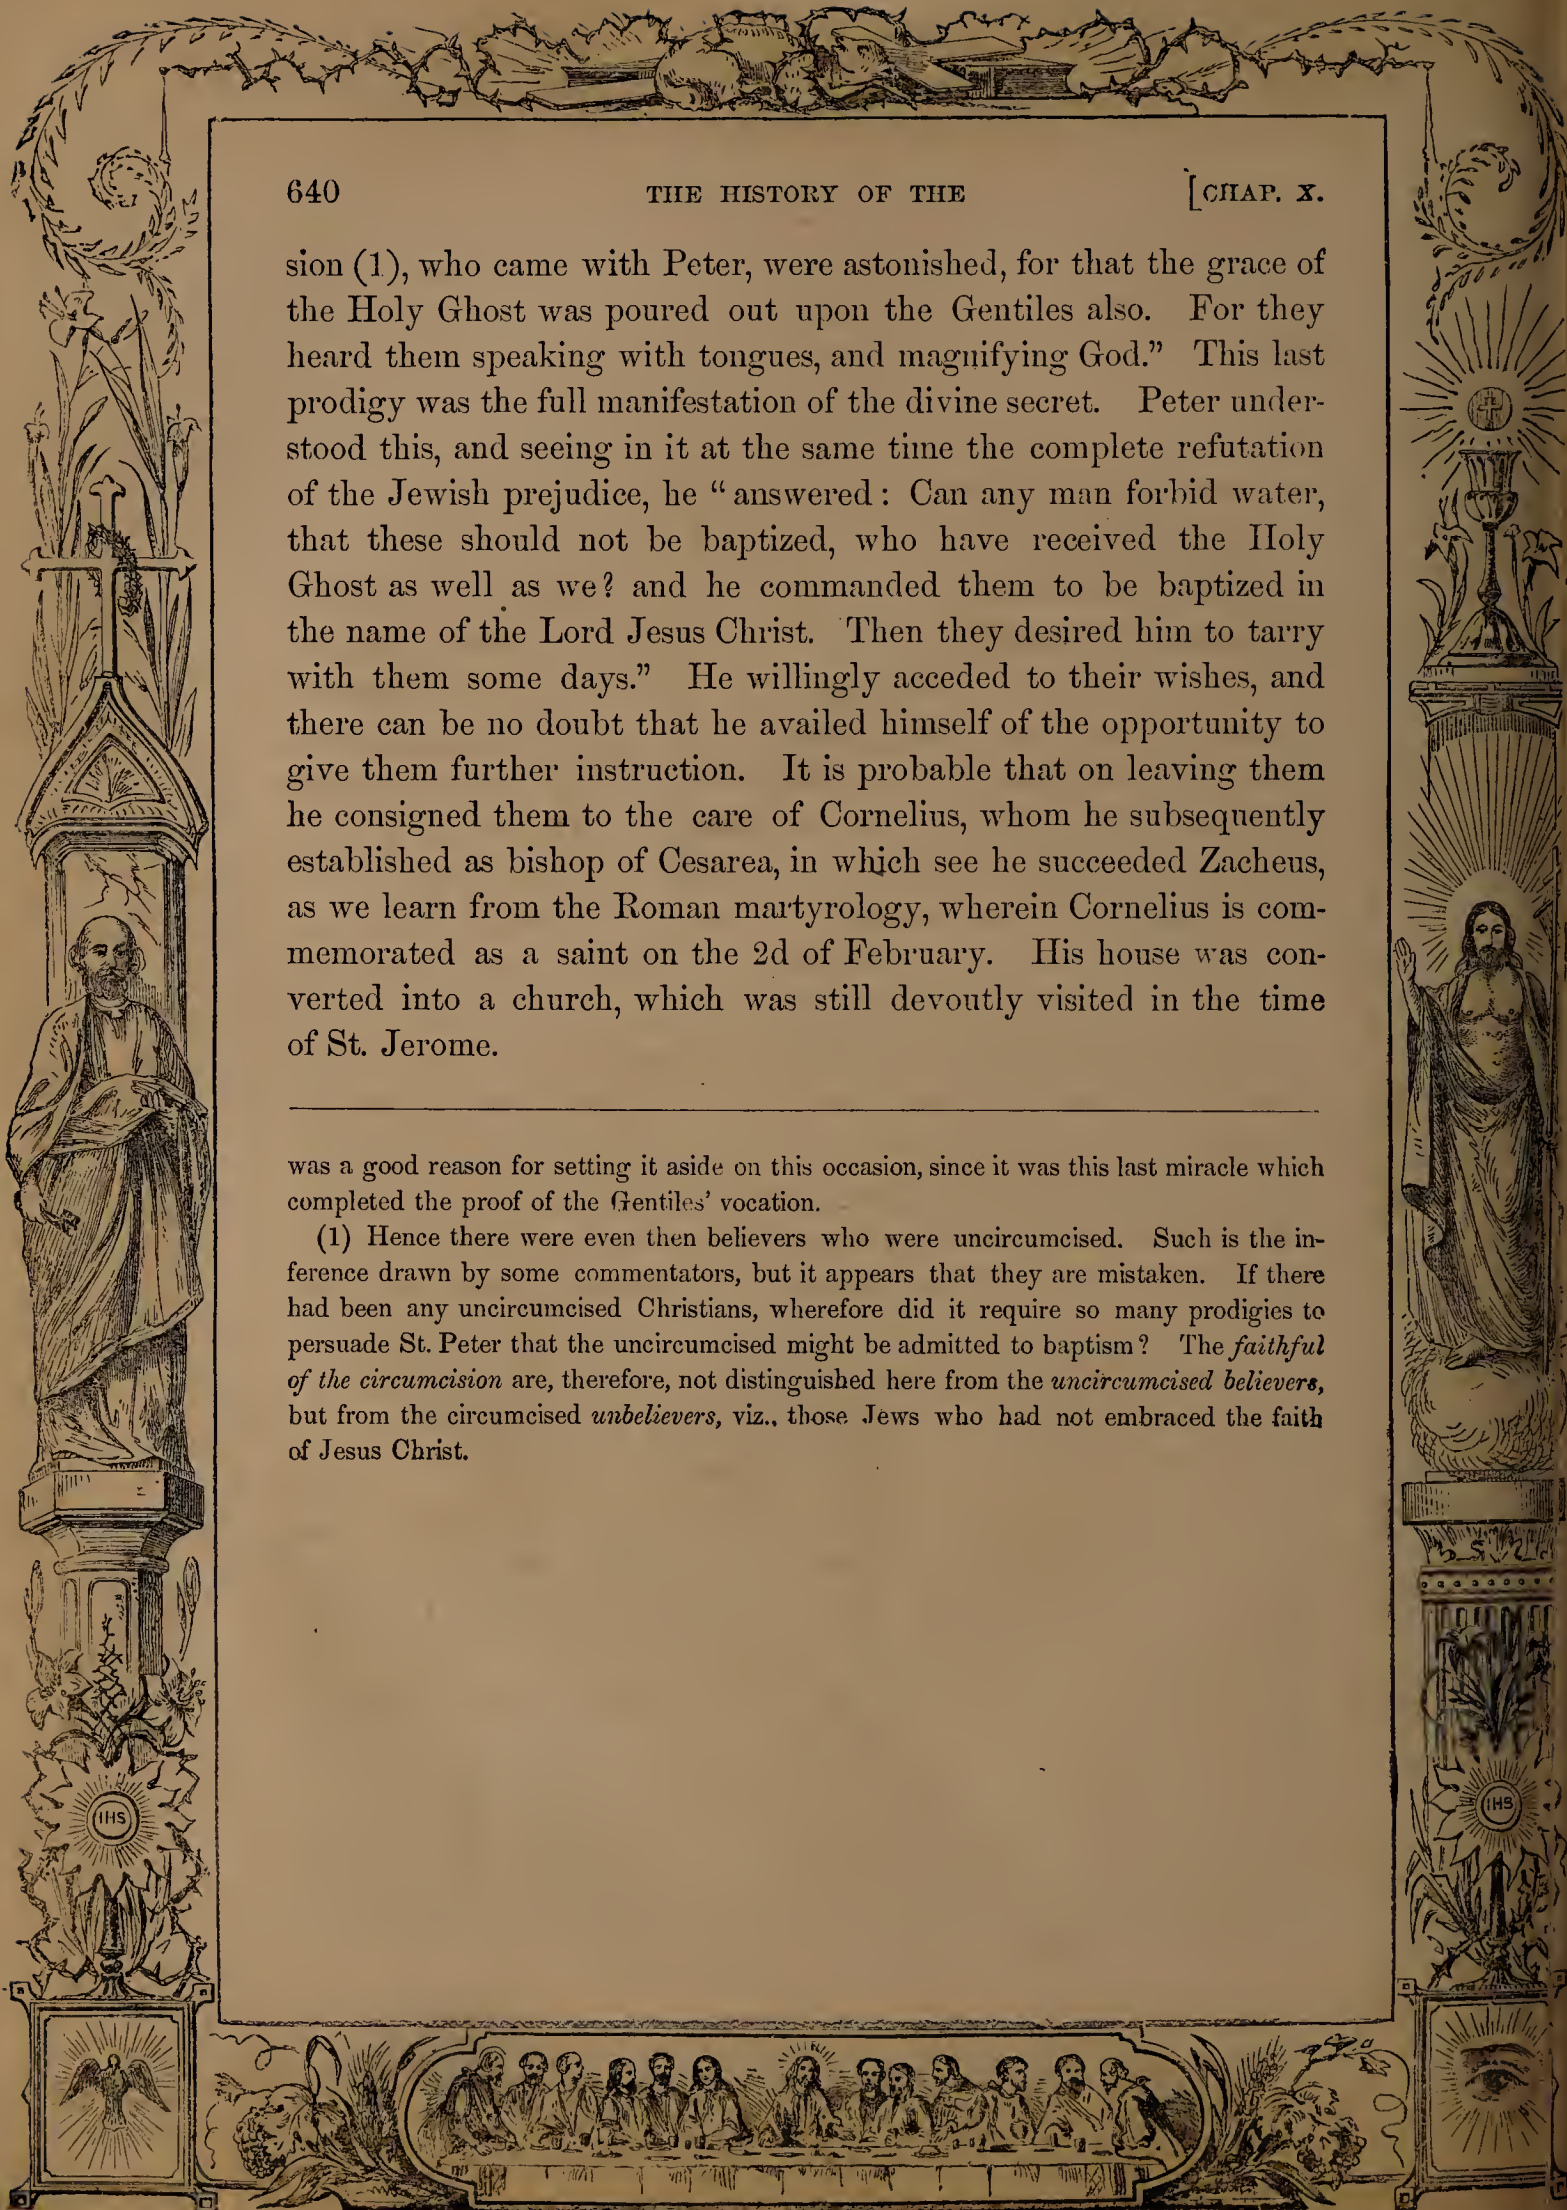 640 THE HISTORY OF THE [CHAP. X.
sion (1), who came with Peter, were astonished, for that the grace of
the Holy Ghost was poured out upon the Gentiles also. For they
heard them speaking with tongues, and magnifying God.” This last
prodigy was the full manifestation of the divine secret. Peter under-
stood this, and seeing in it at the same time the complete refutation
of the Jewish prejudice, he “ answered : Can any man forbid water,
that these should not be baptized, who have received the Holy
Ghost as well as we? and he commanded them to be baptized in
the name of the Lord Jesus Christ. Then they desired him to tarry
with them some days.” He willingly acceded to their wishes, and
there can be no doubt that he availed himself of the opportunity to
give them further instruction. It is probable that on leaving them
he consigned them to the care of Cornelius, whom he subsequently
established as bishop of Cesarea, in which see he succeeded Zacheus,
as we learn from the Roman martyrology, wherein Cornelius is com-
memorated as a saint on the 2d of February. His house was con-
verted into a church, which was still devoutly visited in the time
of St. Jerome.
was a good reason for setting it aside on this occasion, since it was this last miracle which
completed the proof of the Gentiles’ vocation.
(1) Hence there were even then believers who were uncircumcised. Such is the in-
ference drawn by some commentators, but it appears that they are mistaken. If there
had been any uncircumcised Christians, wherefore did it require so many prodigies to
persuade St. Peter that the uncircumcised might be admitted to baptism ? The faithful
of the circumcision are, therefore, not distinguished here from the uncircumcised believers,
but from the circumcised unbelievers, viz., those Jews who had not embraced the faith
of Jesus Christ.
IHS
IHS